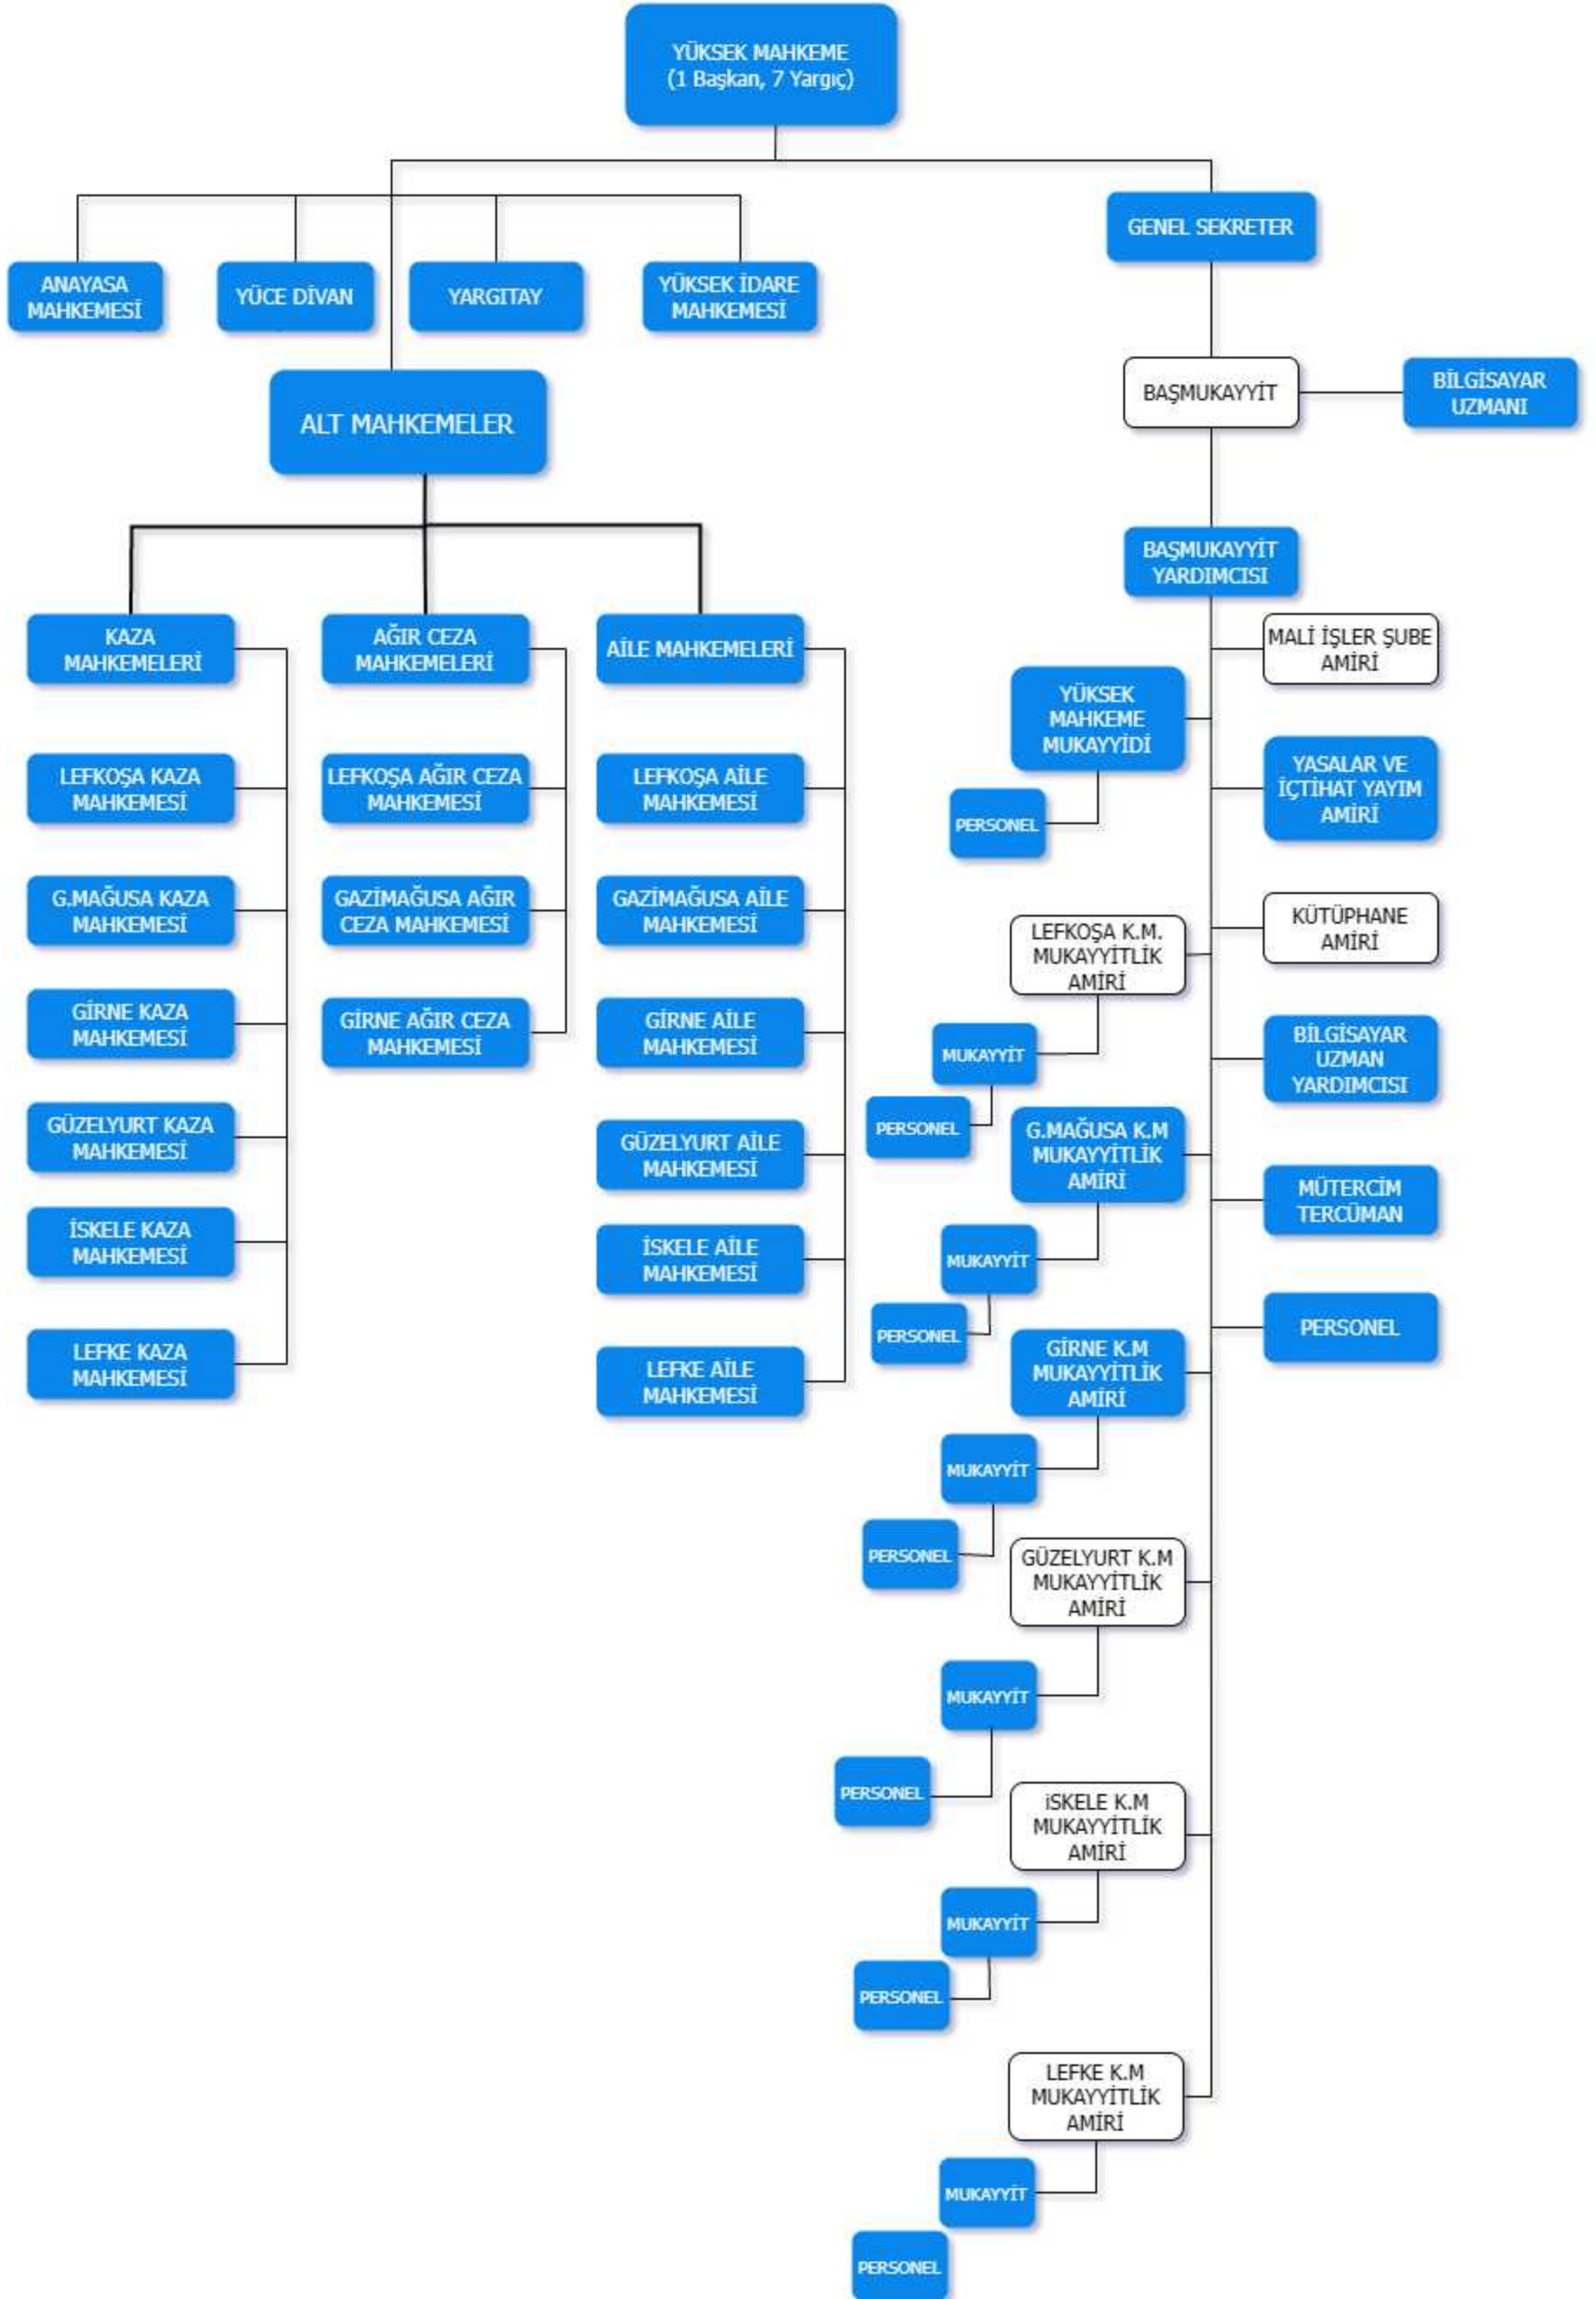 YÜKSEK MAHKEME
(1 Başkan, 7 Yargıç)
GENEL SEKRETER
ANAYASA
MAHKEMESİ
YÜCE DİVAN
YARGITAY
YÜKSEK İDARE
MAHKEMESİ
ALT MAHKEMELER
BAŞMUKAYYİT
BİLGİSAYAR
UZMANI
BAŞMUKAYYİT
YARDIMCISI
KAZA
MAHKEMELERİ
LEFKOŞA KAZA
MAHKEMESİ
G.MAĞUSA KAZA
MAHKEMESİ
GİRNE KAZA
MAHKEMESİ
GÜZELYURT KAZA
MAHKEMESİ
İSKELE KAZA
MAHKEMESİ
LEFKE KAZA
MAHKEMESİ
AĞIR CEZA
MAHKEMELERİ
LEFKOŞA AĞIR CEZA
MAHKEMESİ
GAZİMAĞUSA AĞIR
CEZA MAHKEMESİ
GİRNE AĞIR CEZA
MAHKEMESİ
AİLE MAHKEMELERİ
LEFKOŞA AİLE
MAHKEMESİ
GAZİMAĞUSA AİLE
MAHKEMESİ
GİRNE AİLE
MAHKEMESİ
GÜZELYURT AİLE
MAHKEMESİ
İSKELE AİLE
MAHKEMESİ
LEFKE AİLE
MAHKEMESİ
YÜKSEK
MAHKEME
MUKAYYİDİ
PERSONEL
LEFKOŞA K.M.
MUKAYYİTLİK
AMİRİ
MUKAYYİT
PERSONEL
G.MAĞUSA K.M
MUKAYYİTLİK
AMİRİ
MUKAYYİT
PERSONEL
GİRNE K.M
MUKAYYİTLİK
AMİRİ
MUKAYYİT
PERSONEL
GÜZELYURT K.M
MUKAYYİTLİK
AMİRİ
MUKAYYİT
PERSONEL
iSKELE K.M
MUKAYYİTLİK
AMİRİ
MUKAYYİT
PERSONEL
LEFKE K.M
MUKAYYİTLİK
AMİRİ
MUKAYYİT
PERSONEL
MALİ İŞLER ŞUBE
AMİRİ
YASALAR VE
İÇTİHAT YAYIM
AMİRİ
KÜTÜPHANE
AMİRİ
BİLGİSAYAR
UZMAN
YARDIMCISI
MÜTERCİM
TERCÜMAN
PERSONEL